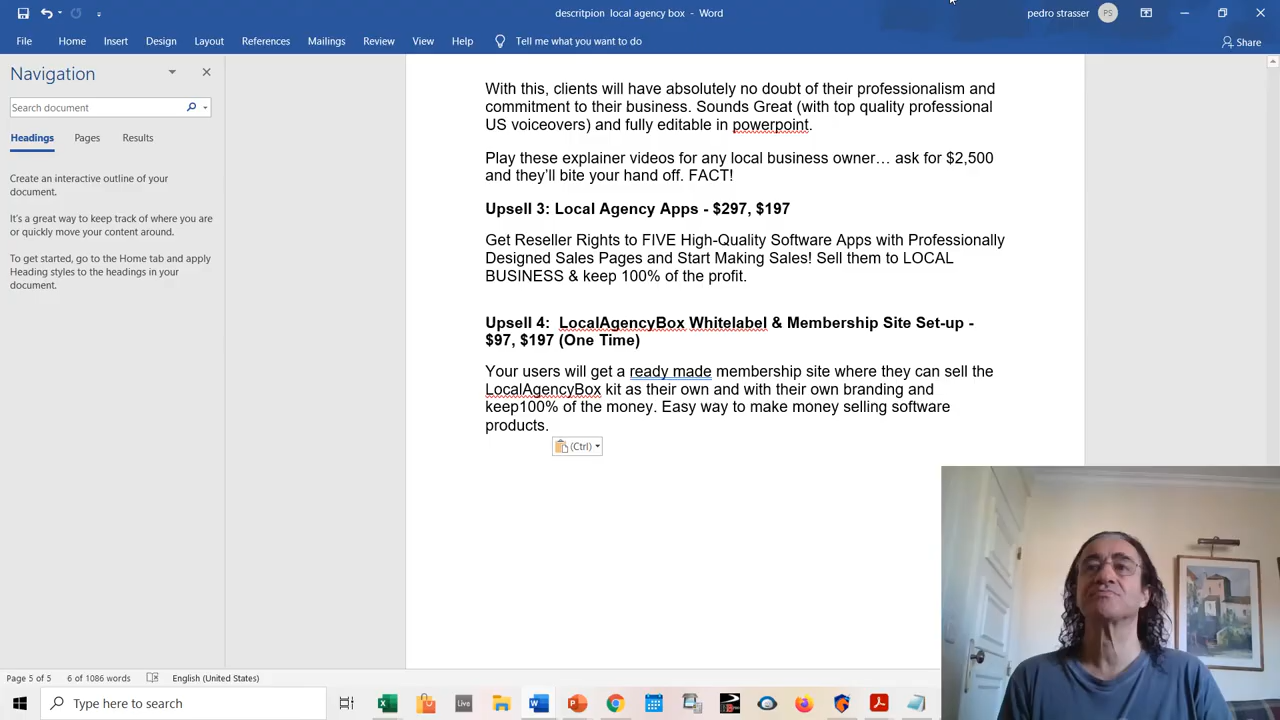 descritpion local agency box - Word
pedro strasser
PS
File Home Insert Design Layout References Mailings Review View Help Tell me what you want to do
Share
Navigation
Search document
Headings Pages Results
Create an interactive outline of your
document.
It's a great way to keep track of where you are
or quickly move your content around.
To get started, go to the Home tab and apply
Heading styles to the headings in your
document.
With this, clients will have absolutely no doubt of their professionalism and
commitment to their business. Sounds Great (with top quality professional
US voiceovers) and fully editable in powerpoint.
Play these explainer videos for any local business owner… ask for $2,500
and they'll bite your hand off. FACT!
Upsell 3: Local Agency Apps - $297, $197
Get Reseller Rights to FIVE High-Quality Software Apps with Professionally
Designed Sales Pages and Start Making Sales! Sell them to LOCAL
BUSINESS & keep 100% of the profit.
Upsell 4: LocalAgencyBox Whitelabel & Membership Site Set-up -
$97, $197 (One Time)
Your users will get a ready made membership site where they can sell the
LocalAgencyBox kit as their own and with their own branding and
keep100% of the money. Easy way to make money selling software
products.
(Ctrl)
Page 5 of 5 6 of 1086 words English (United States)
Type here to search
Live